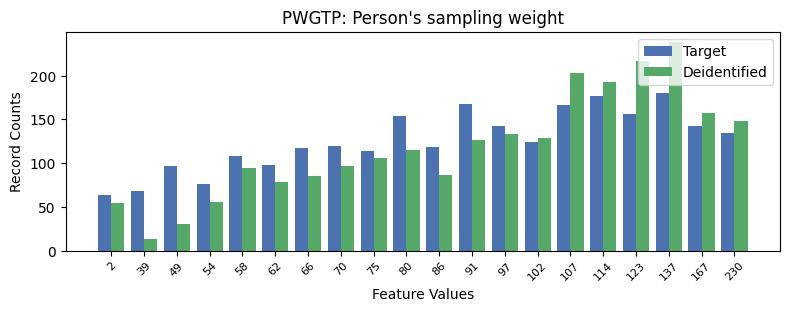 PWGTP: Person's sampling weight
Target
Deidentified
Record Counts
200
150
100
50
0
2 39 49 54 58 62 66 70 75 80 86 91 97 102 107 114 123 137 167 230
Feature Values